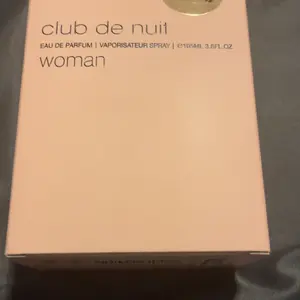 club de nuit
EAU DE PARFUM | VAPORISATEUR SPRAY | ℮105ML 3.6FL.OZ
woman